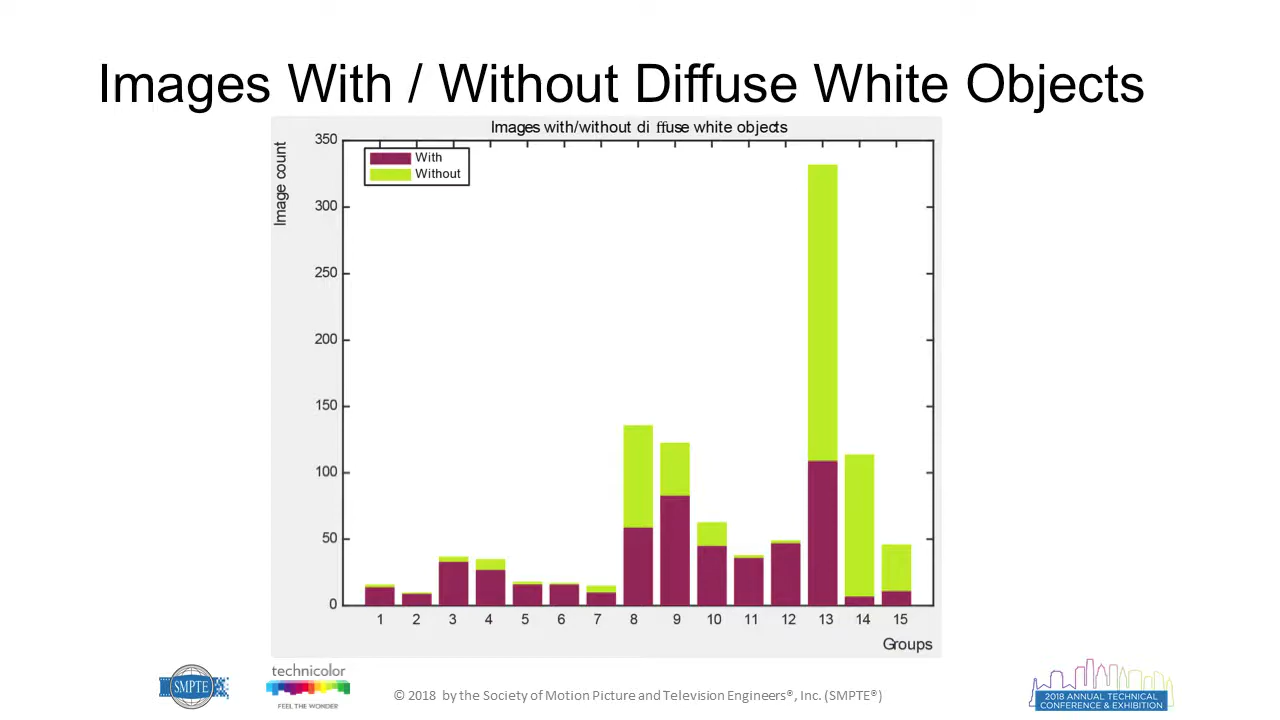 Images With / Without Diffuse White Objects
Images with/without di ffuse white objects
Image count
With
Without
350
300
250
200
150
100
50
0
1 2 3 4 5 6 7 8 9 10 11 12 13 14 15
Groups
SMPTE
technicolor
FEEL THE WONDER
© 2018 by the Society of Motion Picture and Television Engineers®, Inc. (SMPTE®)
2018 ANNUAL TECHNICAL
CONFERENCE & EXHIBITION